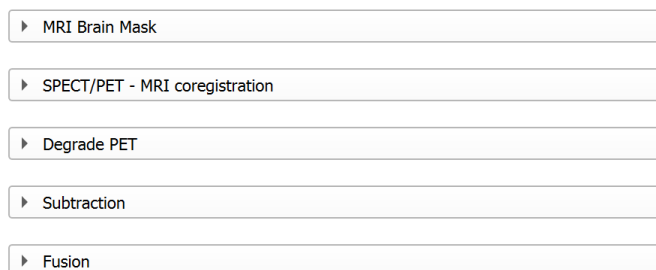 MRI Brain Mask
SPECT/PET - MRI coregistration
Degrade PET
Subtraction
Fusion